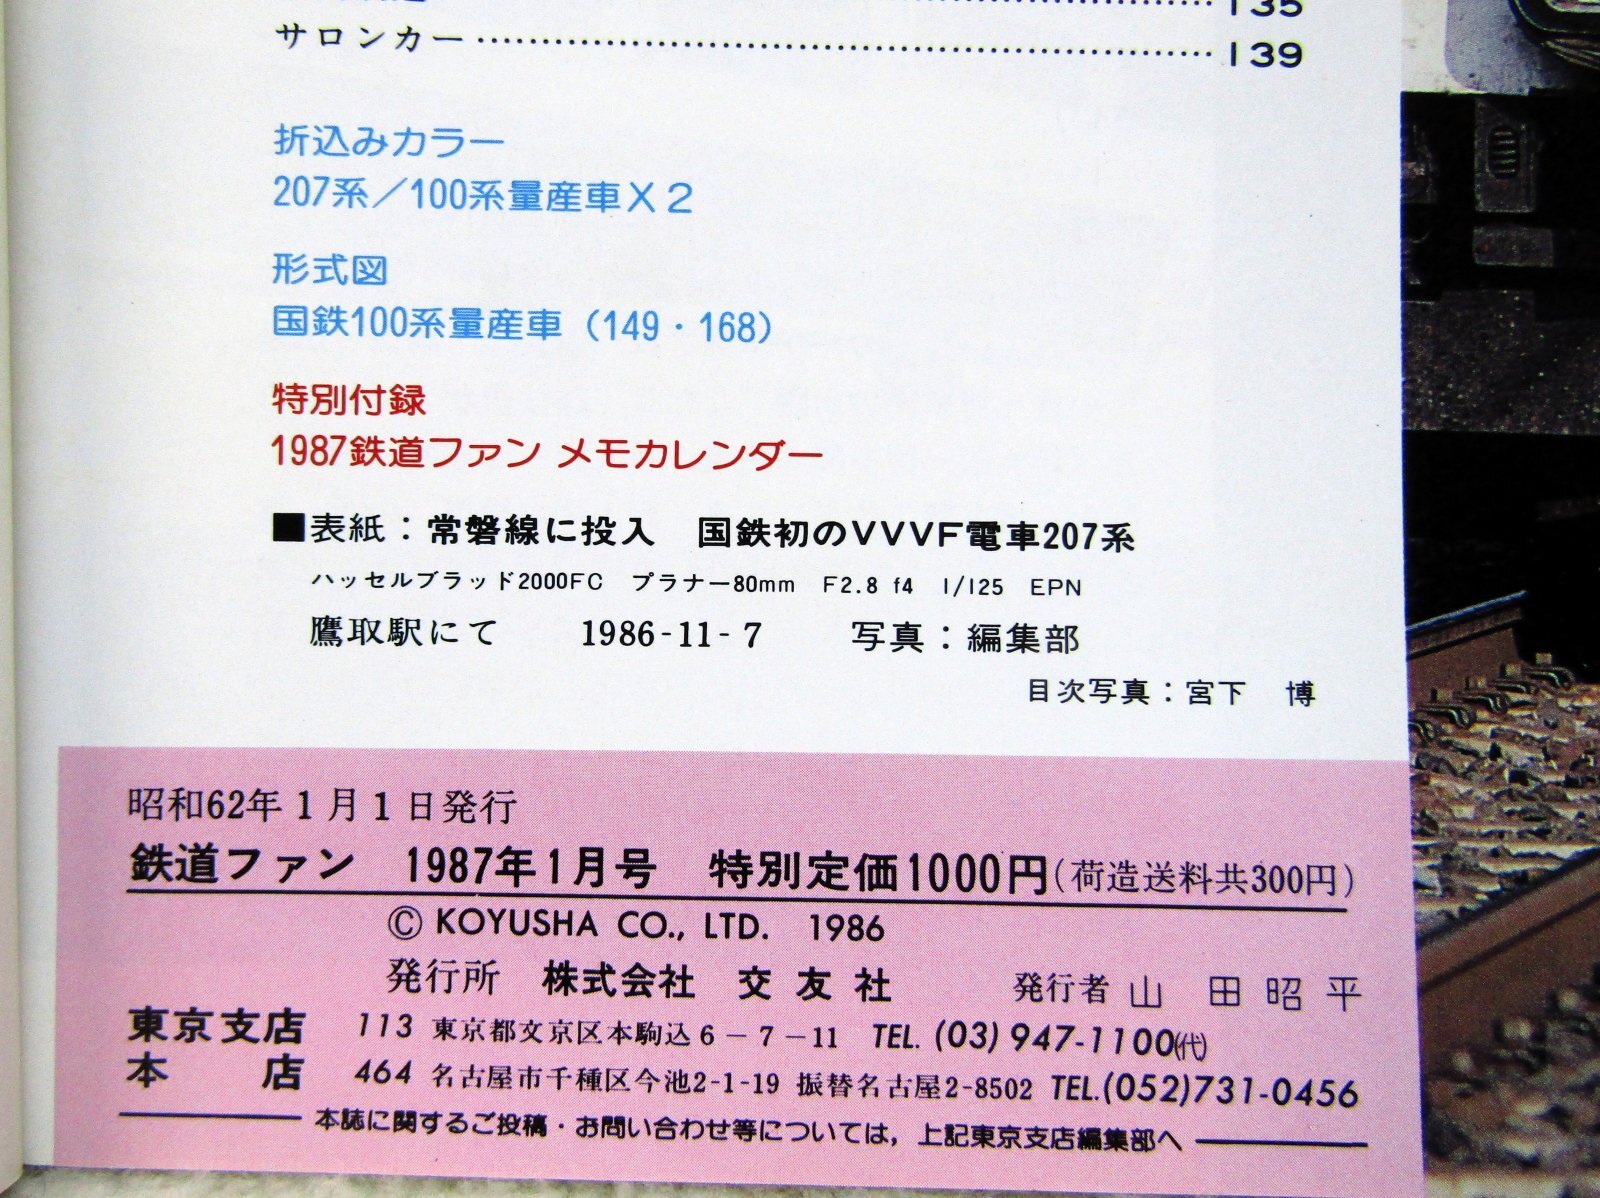 135
サロンカー……………………………………………139
折込みカラー
207系／100系量産車X2
形式図
国鉄100系量産車（149・168）
特別付録
1987鉄道ファン メモカレンダー
■表紙：常磐線に投入　国鉄初のVVVF電車207系
ハッセルブラッド2000FC　プラナー80mm　F2.8 f4　1/125　EPN
鷹取駅にて　1986-11-7　写真：編集部
目次写真：宮下　博
昭和62年1月1日発行
鉄道ファン　1987年1月号　特別定価1000円（荷造送料共300円）
© KOYUSHA CO., LTD. 1986
発行所　株式会社　交友社　発行者　山田昭平
東京支店　113　東京都文京区本駒込6－7－11　TEL. (03) 947-1100㈹
本店　464　名古屋市千種区今池2-1-19　振替名古屋2-8502　TEL.(052)731-0456
本誌に関するご投稿・お問い合わせ等については，上記東京支店編集部へ